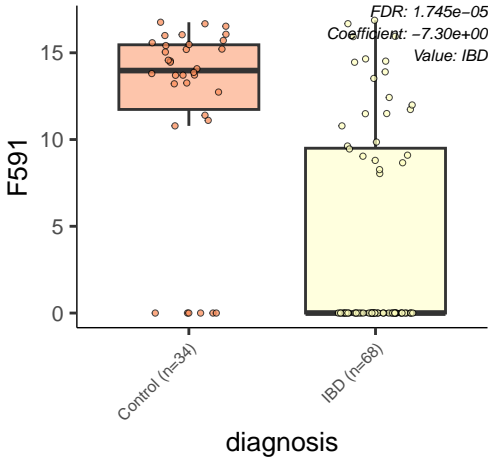 FDR: 1.745e−05
Coefficient: −7.30e+00
Value: IBD
15
10
5
0
F591
Control (n=34)
IBD (n=68)
diagnosis